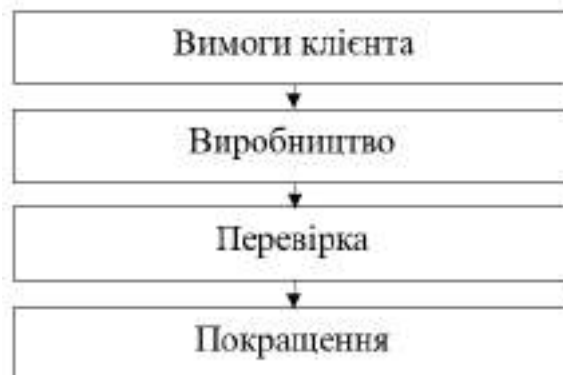 Вимоги клієнта
Виробництво
Перевірка
Покращення